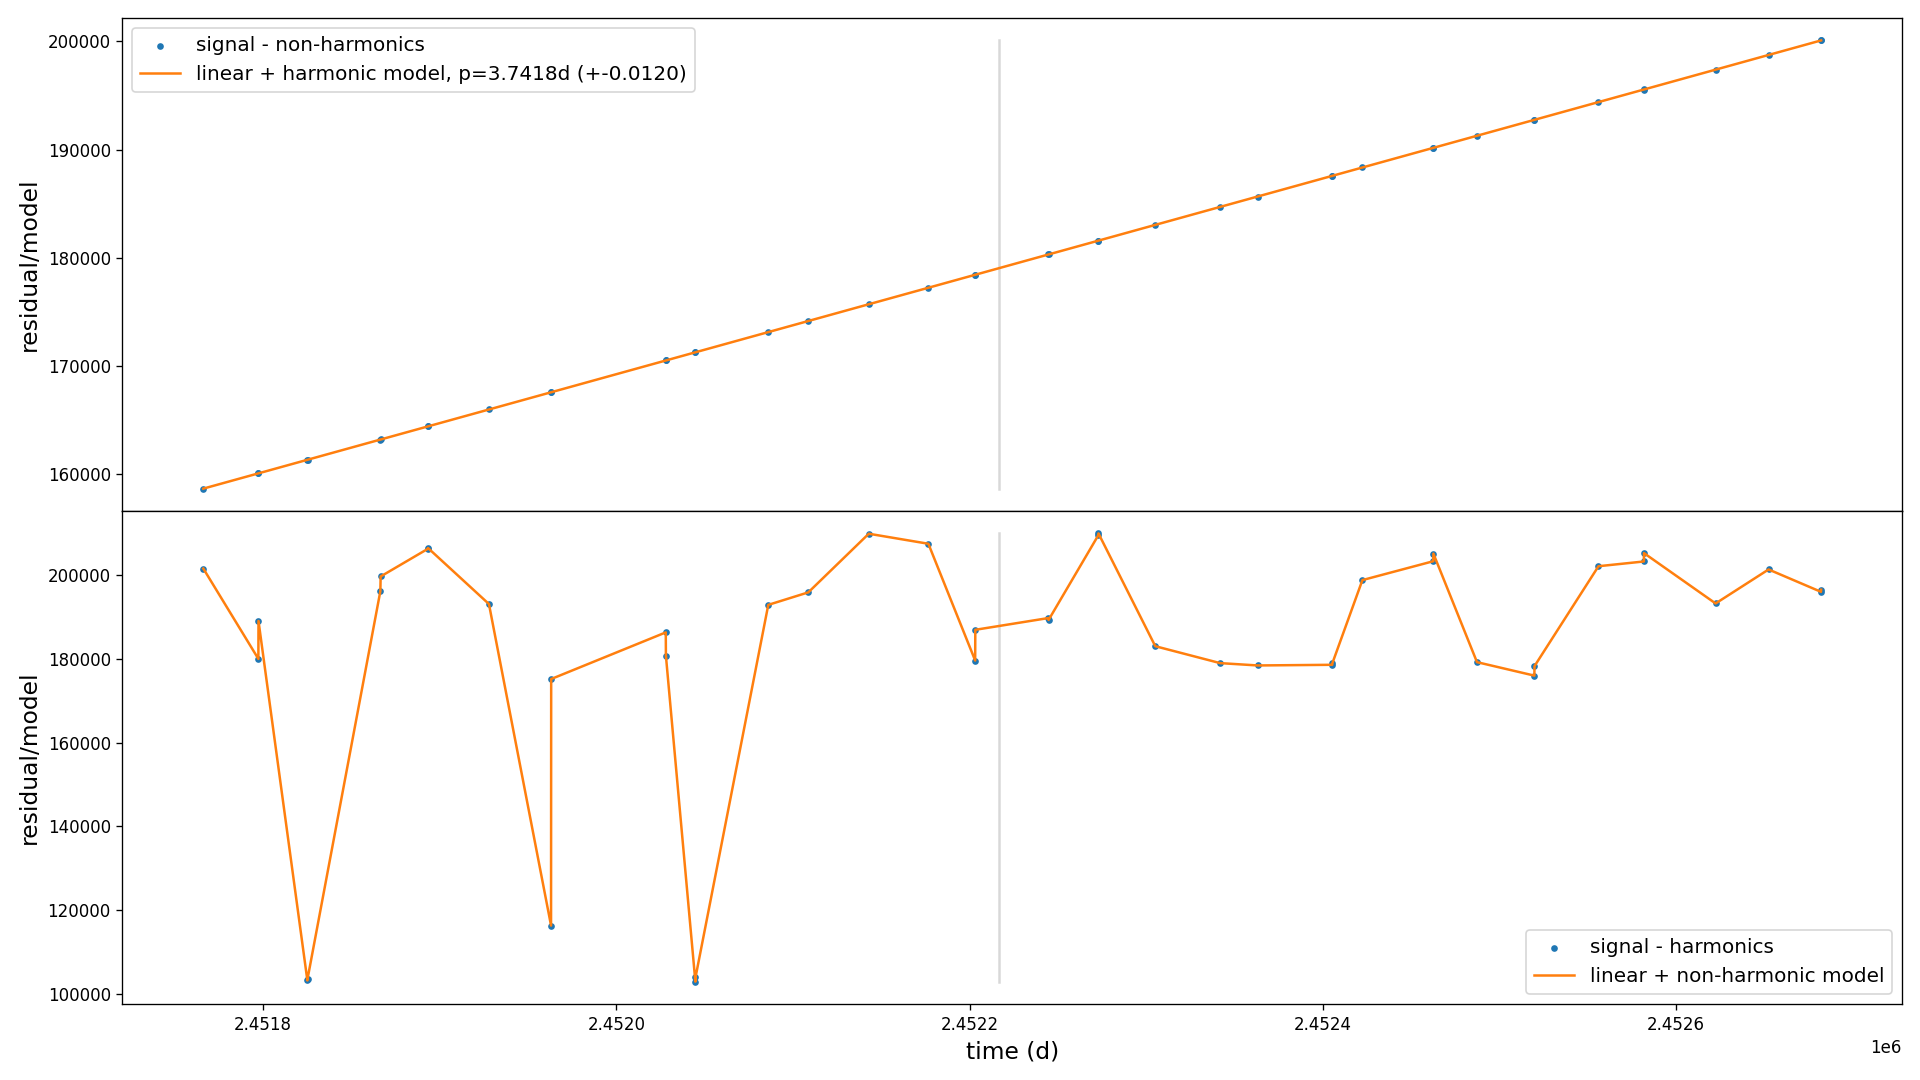 signal - non-harmonics
linear + harmonic model, p=3.7418d (+-0.0120)
residual/model
200000
190000
180000
170000
160000
residual/model
200000
180000
160000
140000
120000
100000
signal - harmonics
linear + non-harmonic model
2.4518
2.4520
2.4522
2.4524
2.4526
1e6
time (d)